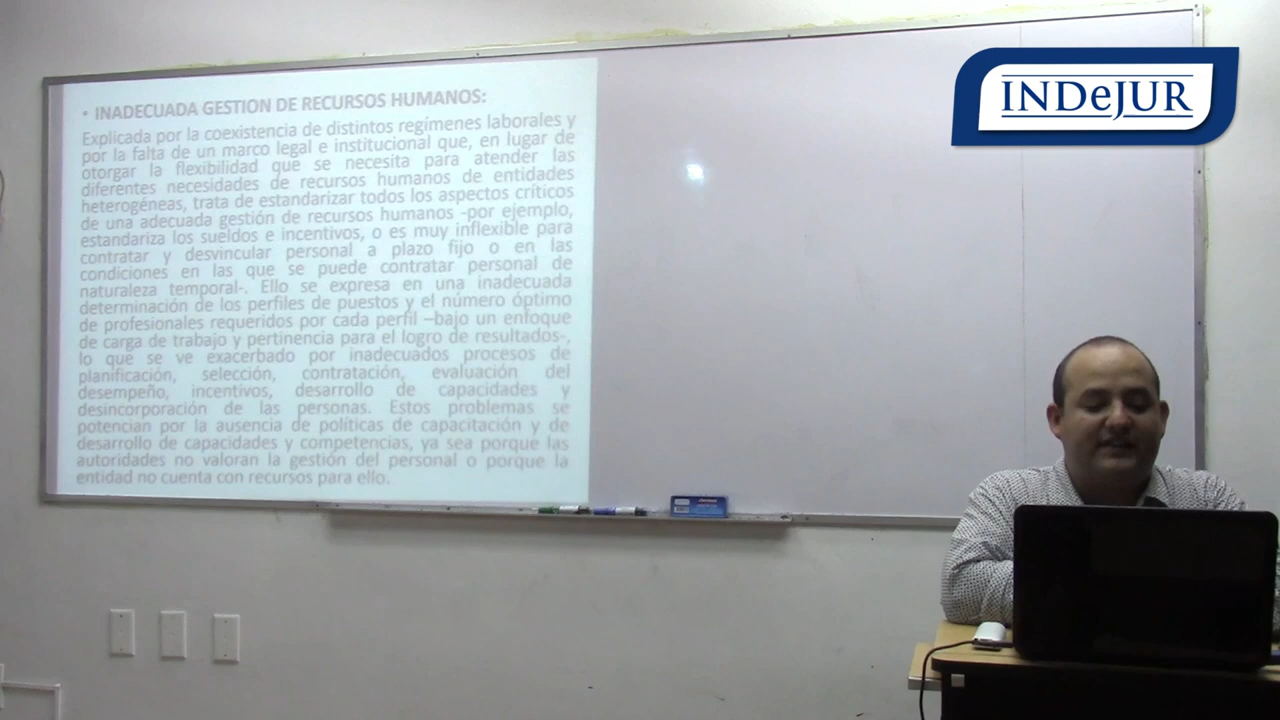 INDeJUR
• INADECUADA GESTION DE RECURSOS HUMANOS:
Explicada por la coexistencia de distintos regímenes laborales y
por la falta de un marco legal e institucional que, en lugar de
otorgar la flexibilidad que se necesita para atender las
diferentes necesidades de recursos humanos de entidades
heterogéneas, trata de estandarizar todos los aspectos críticos
de una adecuada gestión de recursos humanos -por ejemplo,
estandariza los sueldos e incentivos, o es muy inflexible para
contratar y desvincular personal a plazo fijo o en las
condiciones en las que se puede contratar personal de
naturaleza temporal-. Ello se expresa en una inadecuada
determinación de los perfiles de puestos y el número óptimo
de profesionales requeridos por cada perfil –bajo un enfoque
de carga de trabajo y pertinencia para el logro de resultados-,
lo que se ve exacerbado por inadecuados procesos de
planificación, selección, contratación, evaluación del
desempeño, incentivos, desarrollo de capacidades y
desincorporación de las personas. Estos problemas se
potencian por la ausencia de políticas de capacitación y de
desarrollo de capacidades y competencias, ya sea porque las
autoridades no valoran la gestión del personal o porque la
entidad no cuenta con recursos para ello.